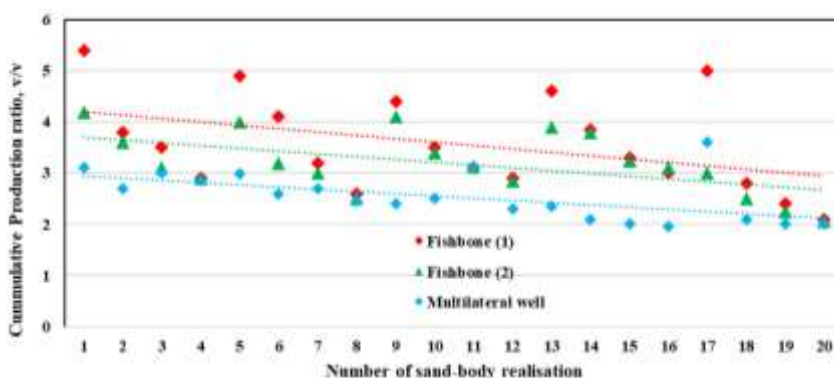 6
5
4
3
2
1
0
Cummulative Production ratio, v/v
Fishbone (1)
Fishbone (2)
Multilateral well
1 2 3 4 5 6 7 8 9 10 11 12 13 14 15 16 17 18 19 20
Number of sand-body realisation